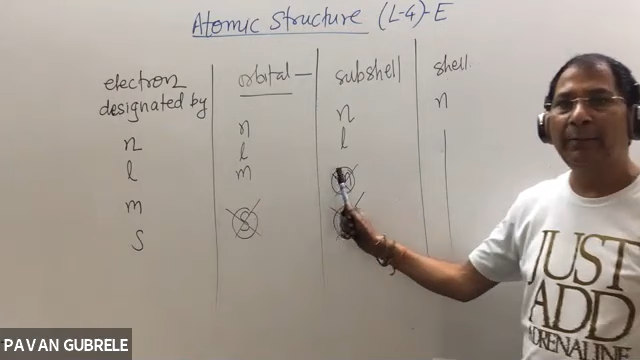 Atomic Structure (L-4)-E
electron
designated by
n
l
m
s
orbital —
n
l
m
s
subshell
n
l
shell
n
JUST
ADD
ADRENALINE
PAVAN GUBRELE